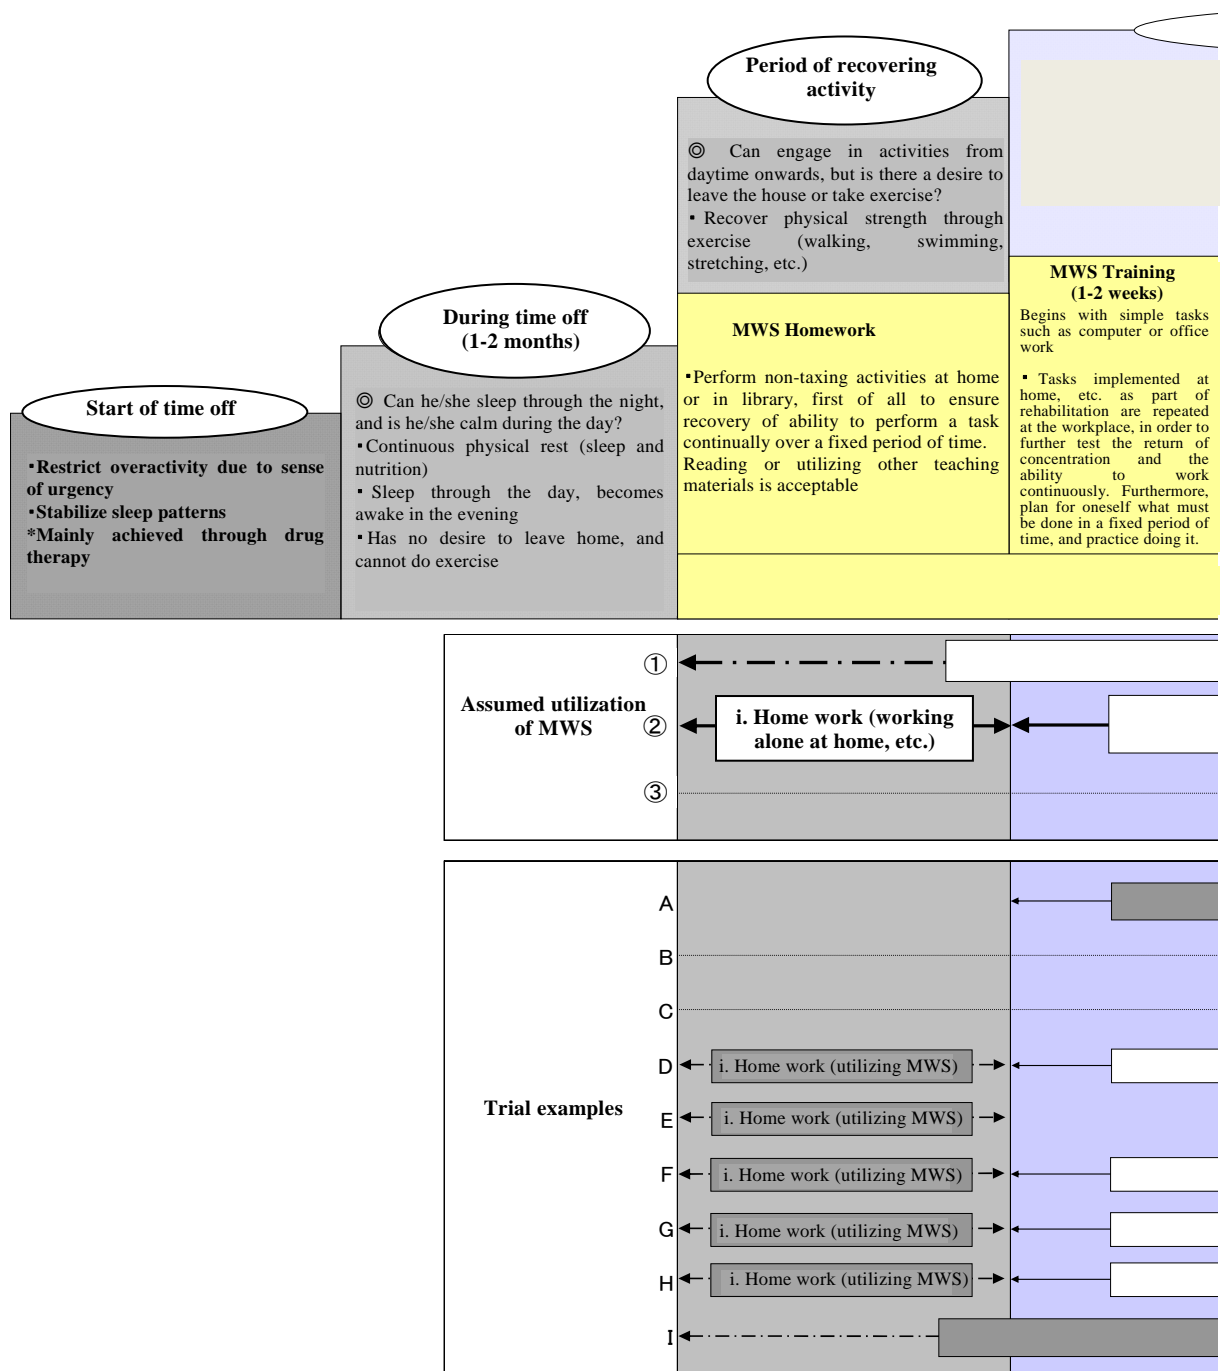 Period of recovering
activity
◎ Can engage in activities from
daytime onwards, but is there a desire to
leave the house or take exercise?
▪ Recover physical strength through
exercise (walking, swimming,
stretching, etc.)
MWS Training
(1-2 weeks)
Begins with simple tasks
such as computer or office
work
▪ Tasks implemented at
home, etc. as part of
rehabilitation are repeated
at the workplace, in order to
further test the return of
concentration and the
ability to work
continuously. Furthermore,
plan for oneself what must
be done in a fixed period of
time, and practice doing it.
MWS Homework
▪Perform non-taxing activities at home
or in library, first of all to ensure
recovery of ability to perform a task
continually over a fixed period of time.
Reading or utilizing other teaching
materials is acceptable
During time off
(1-2 months)
◎ Can he/she sleep through the night,
and is he/she calm during the day?
▪Continuous physical rest (sleep and
nutrition)
▪ Sleep through the day, becomes
awake in the evening
▪Has no desire to leave home, and
cannot do exercise
Start of time off
▪Restrict overactivity due to sense
of urgency
▪Stabilize sleep patterns
*Mainly achieved through drug
therapy
Assumed utilization
of MWS
①
②
i. Home work (working
alone at home, etc.)
③
Trial examples
A
B
C
D
i. Home work (utilizing MWS)
E
i. Home work (utilizing MWS)
F
i. Home work (utilizing MWS)
G
i. Home work (utilizing MWS)
H
i. Home work (utilizing MWS)
I